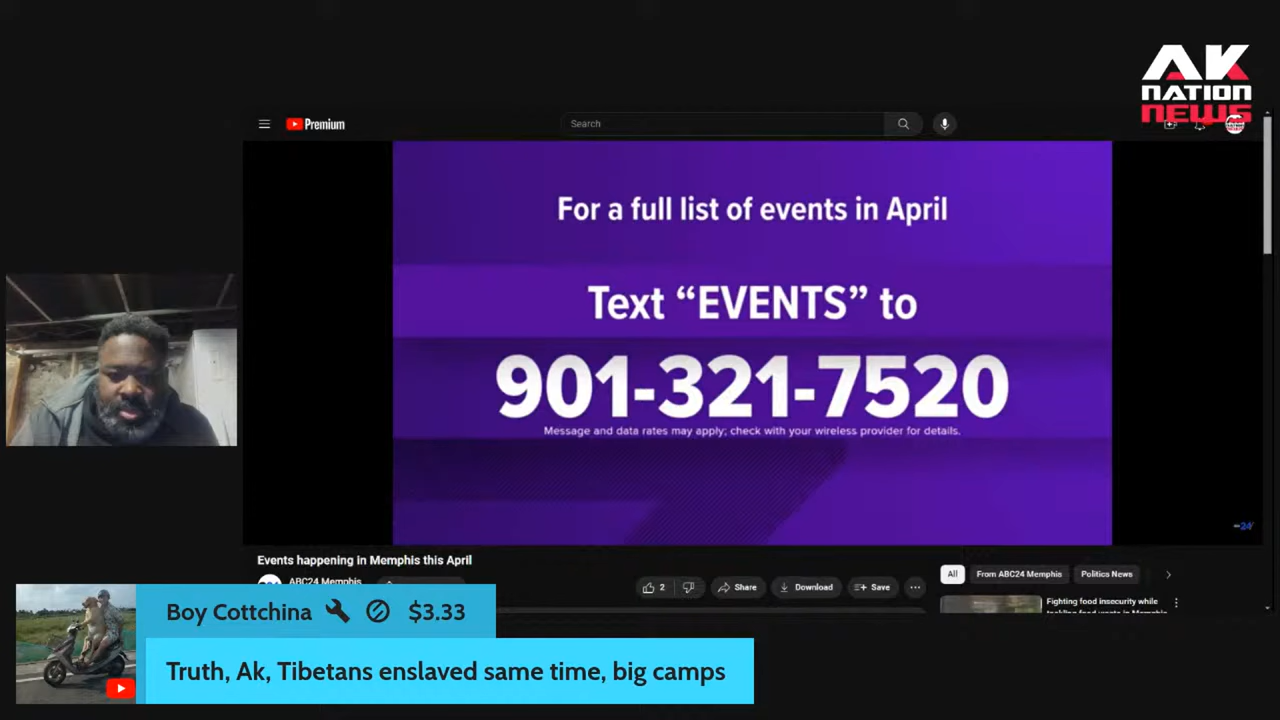 AK
NATION
NEWS
Premium
Search
For a full list of events in April
Text “EVENTS” to
901-321-7520
Message and data rates may apply; check with your wireless provider for details.
24/
Events happening in Memphis this April
ABC24 Memphis
2
Share
Download
Save
All
From ABC24 Memphis
Politics News
Fighting food insecurity while
Boy Cottchina $3.33
Truth, Ak, Tibetans enslaved same time, big camps